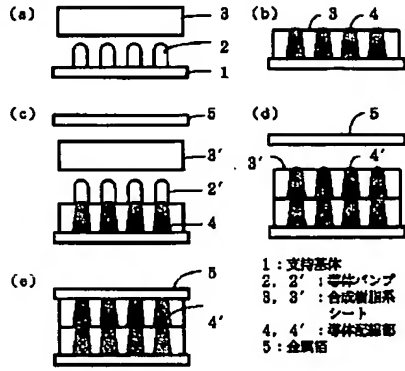 (a)
3
2
1
(b)
3
4
(c)
5
3′
2′
4
(d)
5
3′
4′
(e)
5
4′
1：支持基体
2, 2′：導体バンプ
3, 3′：合成樹脂系
シート
4, 4′：導体配線部
5：金属箔